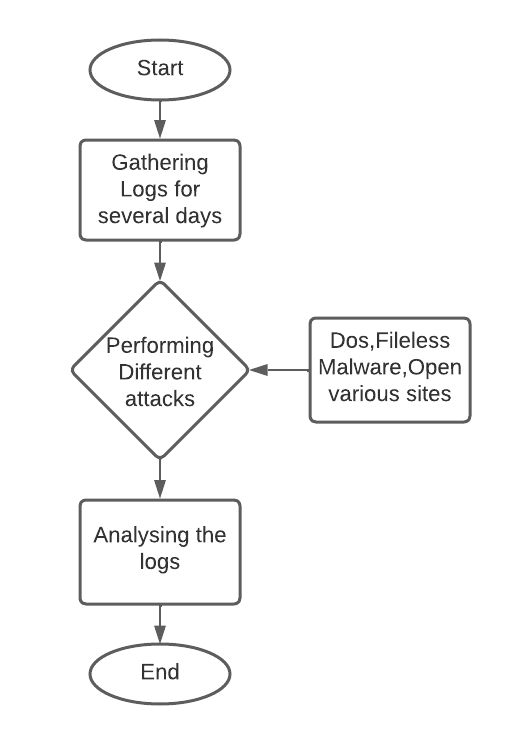 Start
Gathering
Logs for
several days
Performing
Different
attacks
Dos,Fileless
Malware,Open
various sites
Analysing the
logs
End